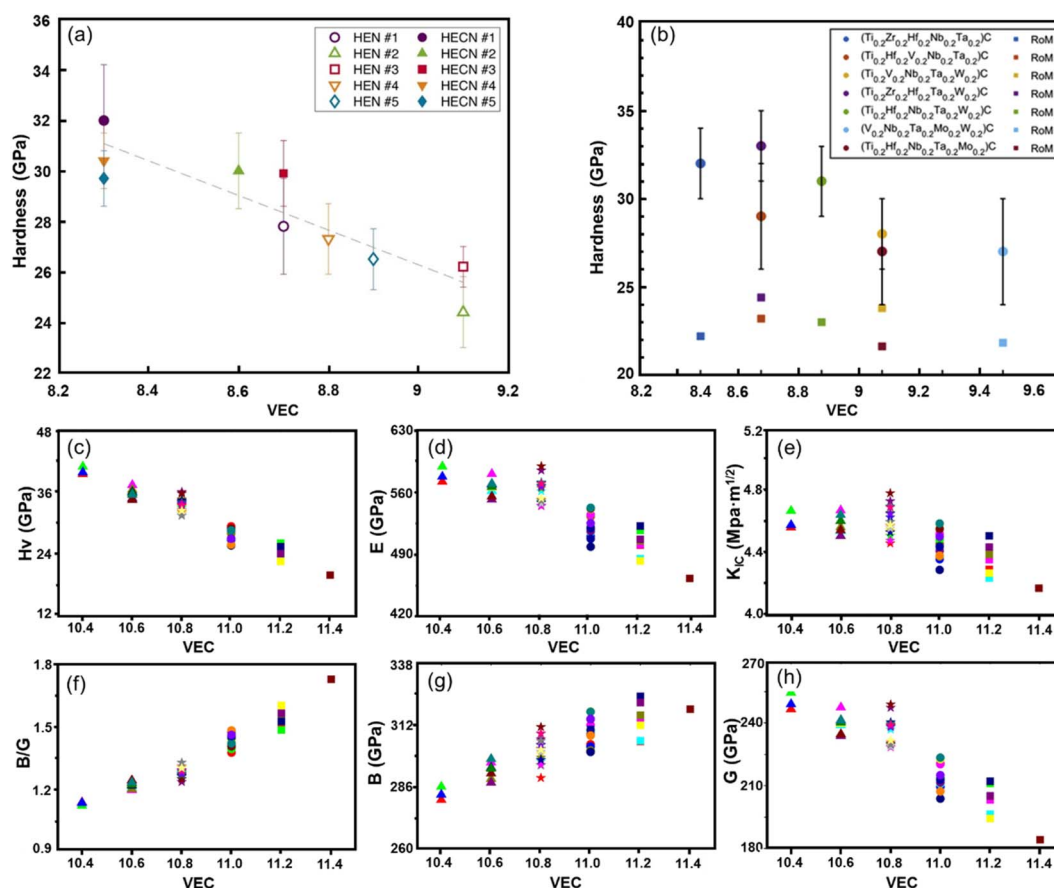 (a)
HEN #1 HECN #1
HEN #2 HECN #2
HEN #3 HECN #3
HEN #4 HECN #4
HEN #5 HECN #5
36
34
32
30
28
26
24
22
Hardness (GPa)
8.2 8.4 8.6 8.8 9 9.2
VEC
(b)
(Ti0.2Zr0.2Hf0.2Nb0.2Ta0.2)C RoM
(Ti0.2Hf0.2V0.2Nb0.2Ta0.2)C RoM
(Ti0.2V0.2Nb0.2Ta0.2W0.2)C RoM
(Ti0.2Zr0.2Hf0.2Ta0.2W0.2)C RoM
(Ti0.2Hf0.2Nb0.2Ta0.2W0.2)C RoM
(V0.2Nb0.2Ta0.2Mo0.2W0.2)C RoM
(Ti0.2Hf0.2Nb0.2Ta0.2Mo0.2)C RoM
40
35
30
25
20
Hardness (GPa)
8.2 8.6 8.8 9 9.2 9.6
VEC
(c)
48
36
24
12
Hv (GPa)
10.4 10.6 10.8 11.0 11.2 11.4
VEC
(d)
630
560
490
420
E (GPa)
10.4 10.6 10.8 11.0 11.2 11.4
VEC
(e)
5.2
4.8
4.4
4.0
KIC (Mpa·m1/2)
10.4 10.6 10.8 11.0 11.2 11.4
VEC
(f)
1.8
1.5
1.2
0.9
B/G
10.4 10.6 10.8 11.0 11.2 11.4
VEC
(g)
338
312
286
260
B (GPa)
10.4 10.6 10.8 11.0 11.2 11.4
VEC
(h)
270
240
210
180
G (GPa)
10.4 10.6 10.8 11.0 11.2 11.4
VEC